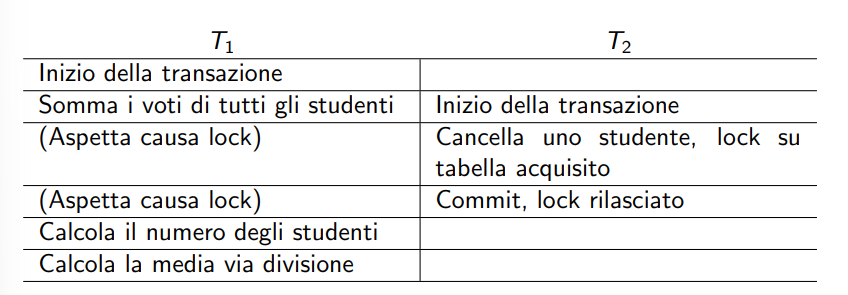 T1 T2
Inizio della transazione
Somma i voti di tutti gli studenti Inizio della transazione
(Aspetta causa lock) Cancella uno studente, lock su
tabella acquisito
(Aspetta causa lock) Commit, lock rilasciato
Calcola il numero degli studenti
Calcola la media via divisione